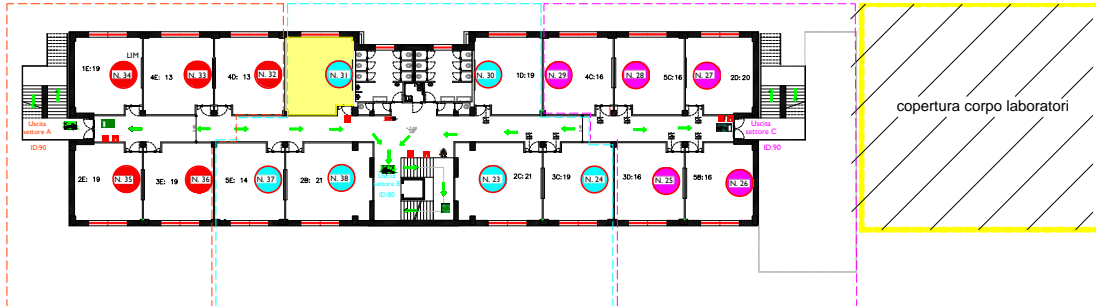 LIM
1E:19
N. 34
4E: 13
N. 33
4D: 13
N. 32
N. 31
N. 30
1D:19
N. 29
4C:16
N. 28
5C:16
N. 27
2D:20
copertura corpo laboratori
Uscita
settore A
ID:90
Uscita
settore C
ID:90
2E: 19
N. 35
3E: 19
N. 36
5E: 14
N. 37
2B: 21
N. 38
settore B
ID:80
N. 23
2C:21
3C:19
N. 24
3D:16
N. 25
5B:16
N. 26